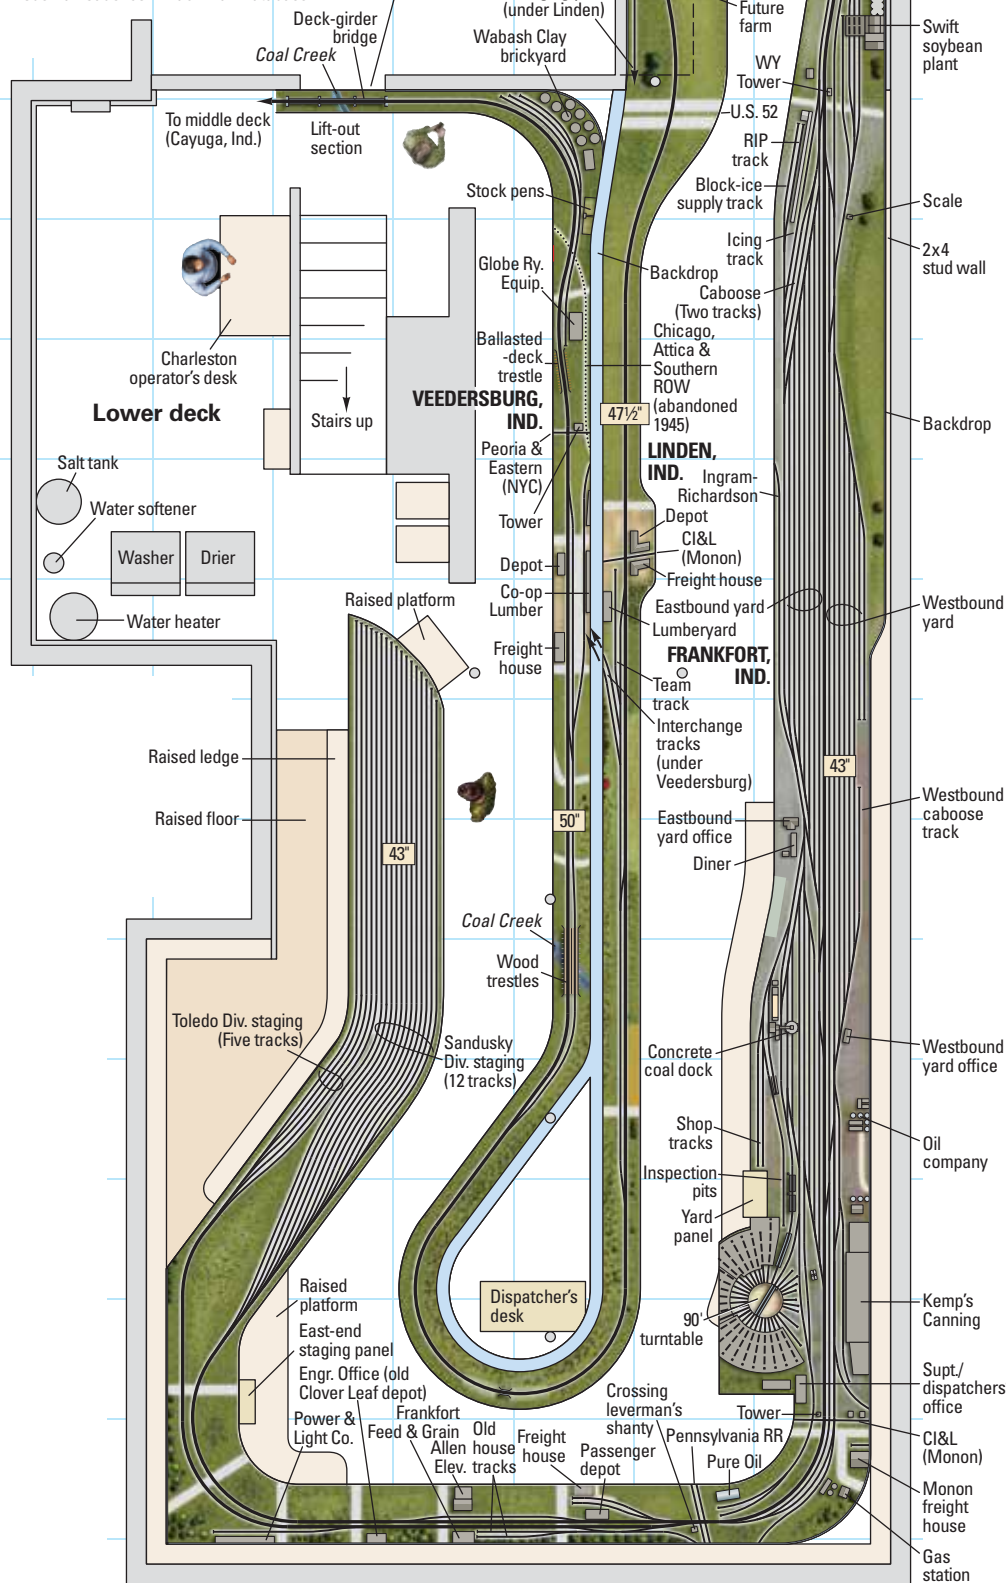 Future
farm
(under Linden)
Deck-girder
bridge
Coal Creek
Wabash Clay
brickyard
Swift
soybean
plant
WY
Tower
To middle deck
(Cayuga, Ind.)
Lift-out
section
U.S. 52
RIP
track
Block-ice
supply track
Stock pens
Scale
Icing
track
2x4
stud wall
Globe Ry.
Equip.
Backdrop
Caboose
(Two tracks)
Charleston
operator's desk
Ballasted
-deck
trestle
Chicago,
Attica &
Southern
ROW
(abandoned
1945)
Lower deck
Stairs up
VEEDERSBURG,
IND.
47½"
Backdrop
Peoria &
Eastern
(NYC)
LINDEN,
IND.
Salt tank
Ingram-
Richardson
Water softener
Tower
Depot
Washer
Drier
CI&L
(Monon)
Depot
Freight house
Raised platform
Co-op
Lumber
Eastbound yard
Westbound
yard
Water heater
Lumberyard
Freight
house
FRANKFORT,
IND.
Team
track
Interchange
tracks
(under
Veedersburg)
Raised ledge
43"
Raised floor
50"
Eastbound
yard office
Westbound
caboose
track
43"
Diner
Coal Creek
Wood
trestles
Toledo Div. staging
(Five tracks)
Sandusky
Div. staging
(12 tracks)
Concrete
coal dock
Westbound
yard office
Shop
tracks
Oil
company
Inspection
pits
Yard
panel
Raised
platform
Dispatcher's
desk
Kemp's
Canning
90'
turntable
East-end
staging panel
Engr. Office (old
Clover Leaf depot)
Supt./
dispatchers
office
Crossing
leverman's
shanty
Power &
Light Co.
Frankfort
Feed & Grain
Tower
Allen
Elev.
Old
house
tracks
Freight
house
Passenger
depot
Pennsylvania RR
CI&L
(Monon)
Pure Oil
Monon
freight
house
Gas
station